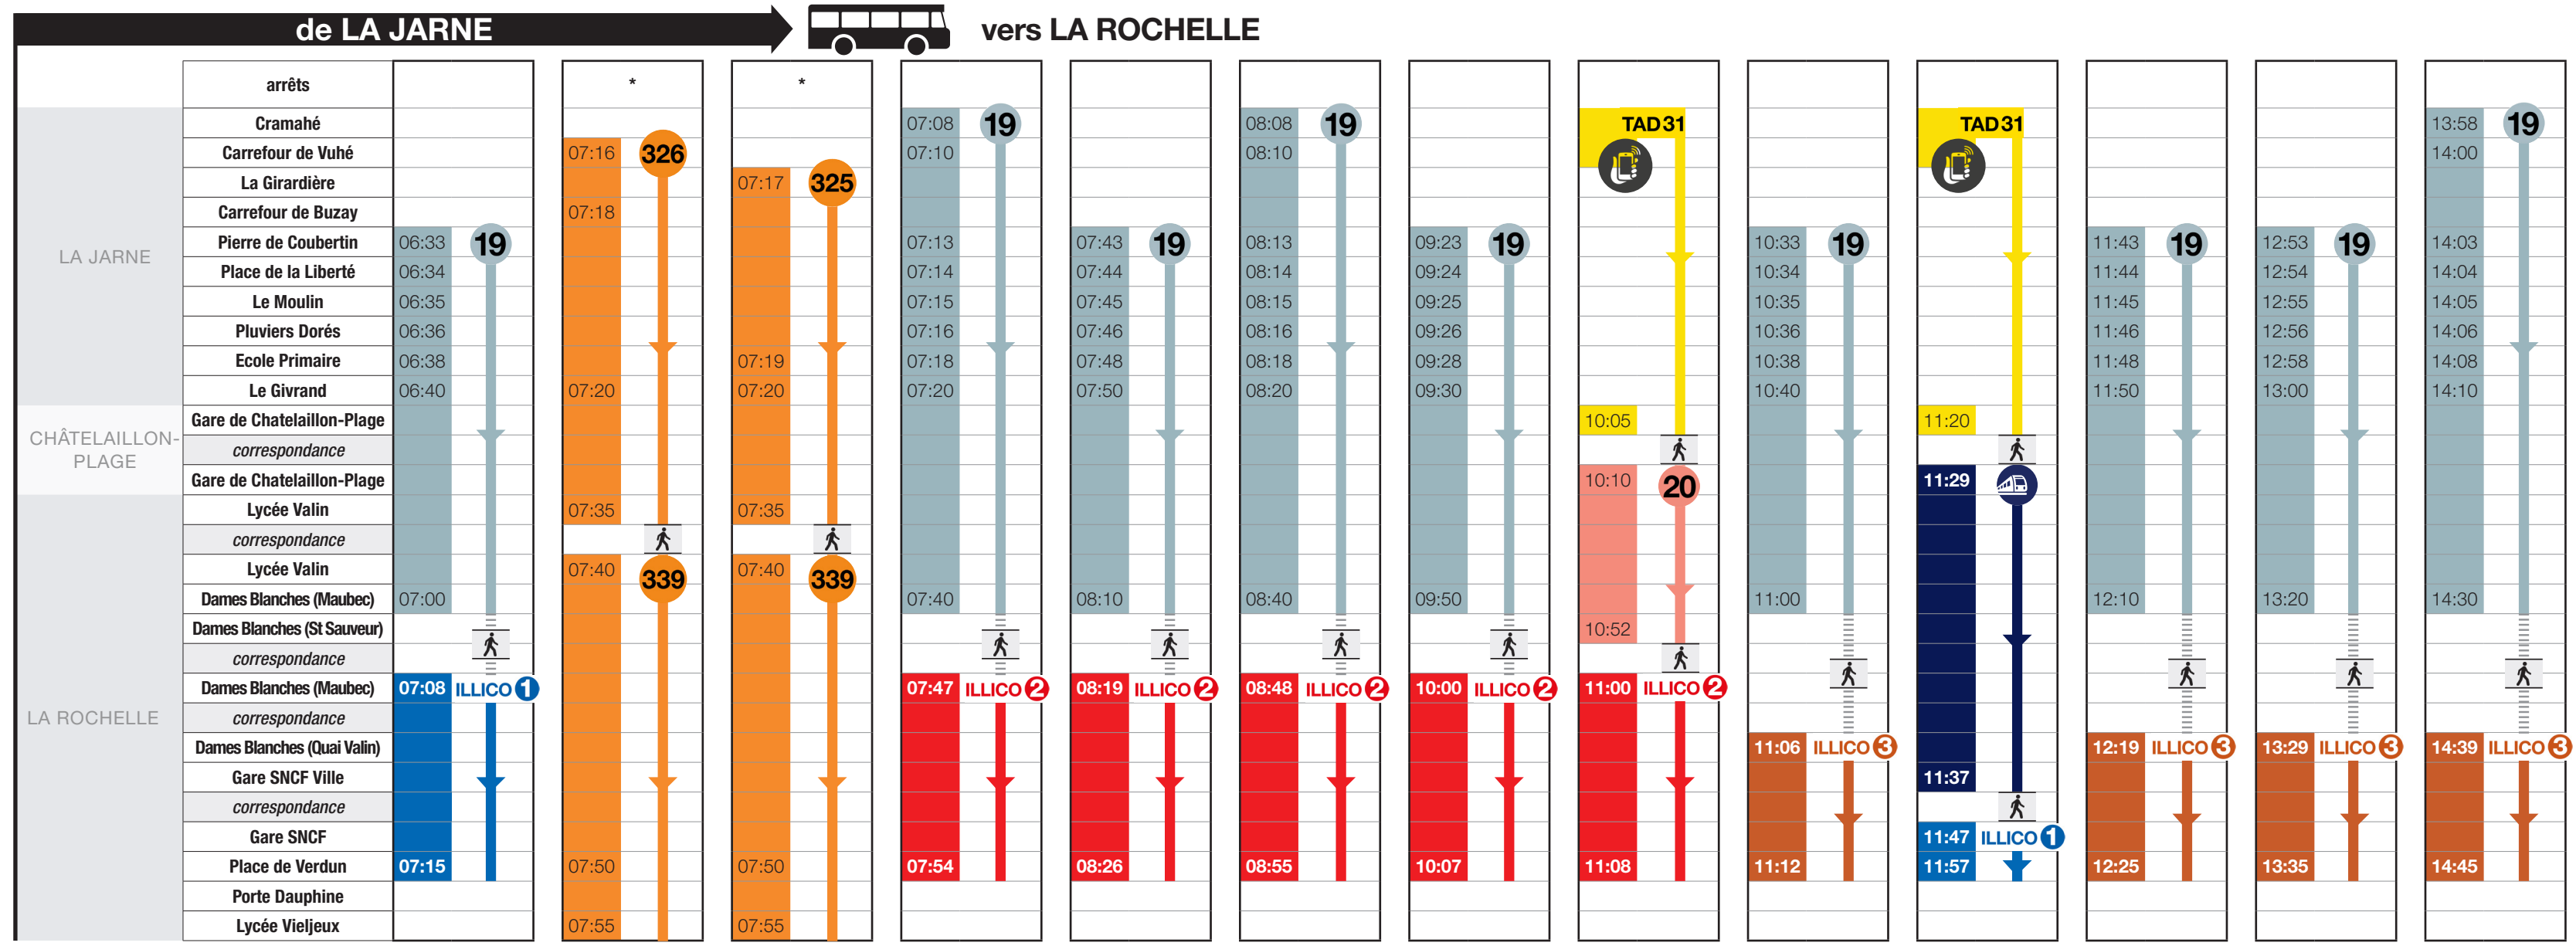 de LA JARNE vers LA ROCHELLE
arrêts * *
Cramahé 07:08 19 08:08 19 TAD 31 TAD 31 13:58 19
Carrefour de Vuhé 07:16 326 07:10 08:10 14:00
La Girardière 07:17 325
Carrefour de Buzay 07:18
LA JARNE
Pierre de Coubertin 06:33 19 07:13 07:43 19 08:13 09:23 19 10:33 19 11:43 19 12:53 19 14:03
Place de la Liberté 06:34 07:14 07:44 08:14 09:24 10:34 11:44 12:54 14:04
Le Moulin 06:35 07:15 07:45 08:15 09:25 10:35 11:45 12:55 14:05
Pluviers Dorés 06:36 07:16 07:46 08:16 09:26 10:36 11:46 12:56 14:06
Ecole Primaire 06:38 07:19 07:18 07:48 08:18 09:28 10:38 11:48 12:58 14:08
Le Givrand 06:40 07:20 07:20 07:20 07:50 08:20 09:30 10:40 11:50 13:00 14:10
CHÂTELAILLON-
PLAGE
Gare de Chatelaillon-Plage 10:05 11:20
correspondance
Gare de Chatelaillon-Plage 10:10 20 11:29
LA ROCHELLE
Lycée Valin 07:35 07:35
correspondance
Lycée Valin 07:40 339 07:40 339
Dames Blanches (Maubec) 07:00 07:40 08:10 08:40 09:50 11:00 12:10 13:20 14:30
Dames Blanches (St Sauveur) 10:52
correspondance
Dames Blanches (Maubec) 07:08 ILLICO 1 07:47 ILLICO 2 08:19 ILLICO 2 08:48 ILLICO 2 10:00 ILLICO 2 11:00 ILLICO 2
correspondance
Dames Blanches (Quai Valin) 11:06 ILLICO 3 12:19 ILLICO 3 13:29 ILLICO 3 14:39 ILLICO 3
Gare SNCF Ville 11:37
correspondance
Gare SNCF 11:47 ILLICO 1
Place de Verdun 07:15 07:50 07:50 07:54 08:26 08:55 10:07 11:08 11:12 11:57 12:25 13:35 14:45
Porte Dauphine
Lycée Vieljeux 07:55 07:55